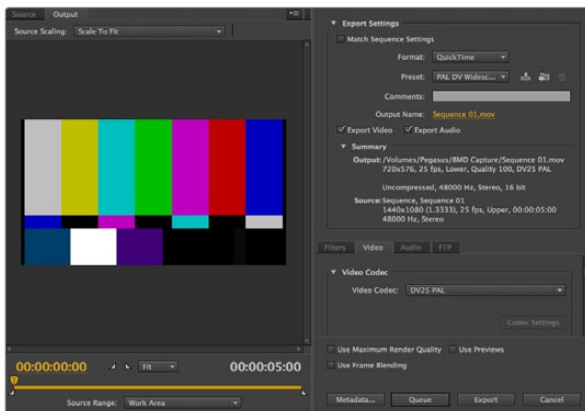 Source Output
Source Scaling: Scale To Fit
00:00:00:00 Fit 00:00:05:00
Source Range: Work Area
Export Settings
Match Sequence Settings
Format: QuickTime
Preset: PAL DV Widesc...
Comments:
Output Name: Sequence 01.mov
Export Video Export Audio
Summary
Output: /Volumes/Pegasus/BMD Capture/Sequence 01.mov
720x576, 25 fps, Lower, Quality 100, DV25 PAL
Uncompressed, 48000 Hz, Stereo, 16 bit
Source: Sequence, Sequence 01
1440x1080 (1.3333), 25 fps, Upper, 00:00:05:00
48000 Hz, Stereo
Filters Video Audio FTP
Video Codec
Video Codec: DV25 PAL
Codec Settings
Use Maximum Render Quality Use Previews
Use Frame Blending
Metadata... Queue Export Cancel